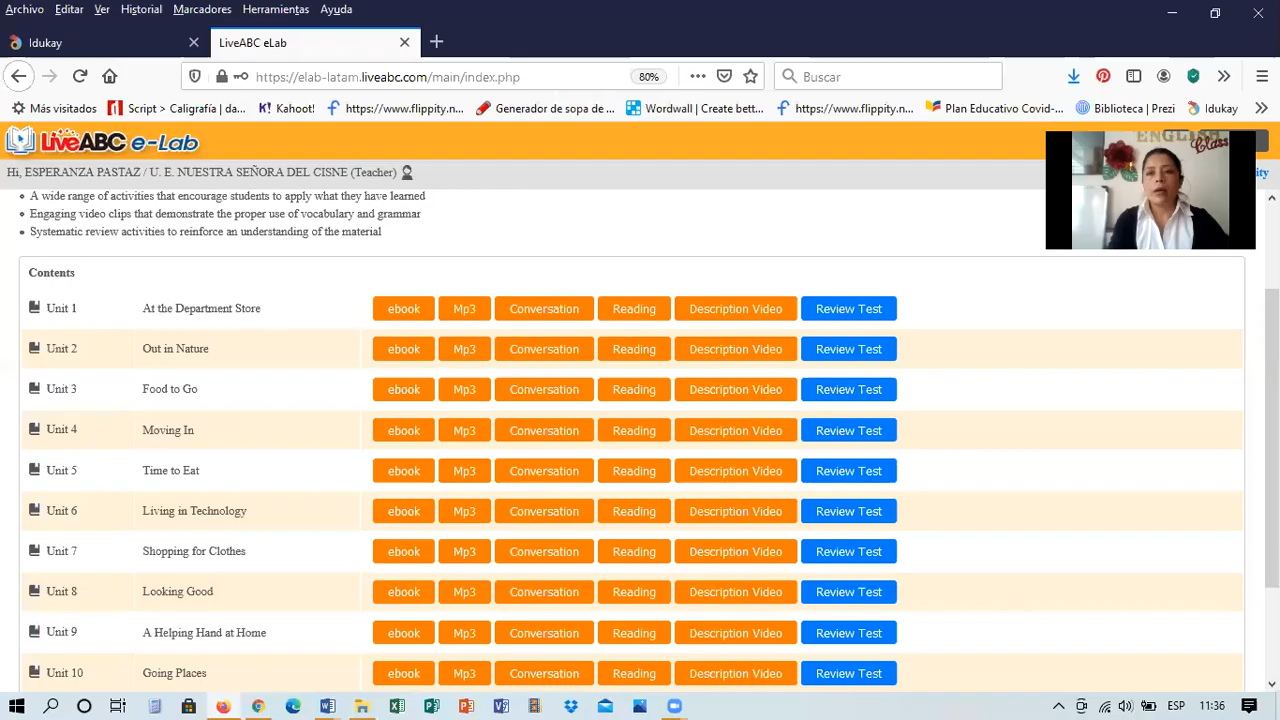 Archivo Editar Ver Historial Marcadores Herramientas Ayuda
Idukay
LiveABC eLab
https://elab-latam.liveabc.com/main/index.php
80%
Buscar
Más visitados
Script > Caligrafía | da...
Kahoot!
https://www.flippity.n...
Generador de sopa de ...
Wordwall | Create bett...
https://www.flippity.n...
Plan Educativo Covid-...
Biblioteca | Prezi
Idukay
LiveABC e-Lab
Hi, ESPERANZA PASTAZ / U. E. NUESTRA SEÑORA DEL CISNE (Teacher)
ENGLISH
Class
A wide range of activities that encourage students to apply what they have learned
Engaging video clips that demonstrate the proper use of vocabulary and grammar
Systematic review activities to reinforce an understanding of the material
Contents
Unit 1 At the Department Store ebook Mp3 Conversation Reading Description Video Review Test
Unit 2 Out in Nature ebook Mp3 Conversation Reading Description Video Review Test
Unit 3 Food to Go ebook Mp3 Conversation Reading Description Video Review Test
Unit 4 Moving In ebook Mp3 Conversation Reading Description Video Review Test
Unit 5 Time to Eat ebook Mp3 Conversation Reading Description Video Review Test
Unit 6 Living in Technology ebook Mp3 Conversation Reading Description Video Review Test
Unit 7 Shopping for Clothes ebook Mp3 Conversation Reading Description Video Review Test
Unit 8 Looking Good ebook Mp3 Conversation Reading Description Video Review Test
Unit 9 A Helping Hand at Home ebook Mp3 Conversation Reading Description Video Review Test
Unit 10 Going Places ebook Mp3 Conversation Reading Description Video Review Test
ESP 11:36